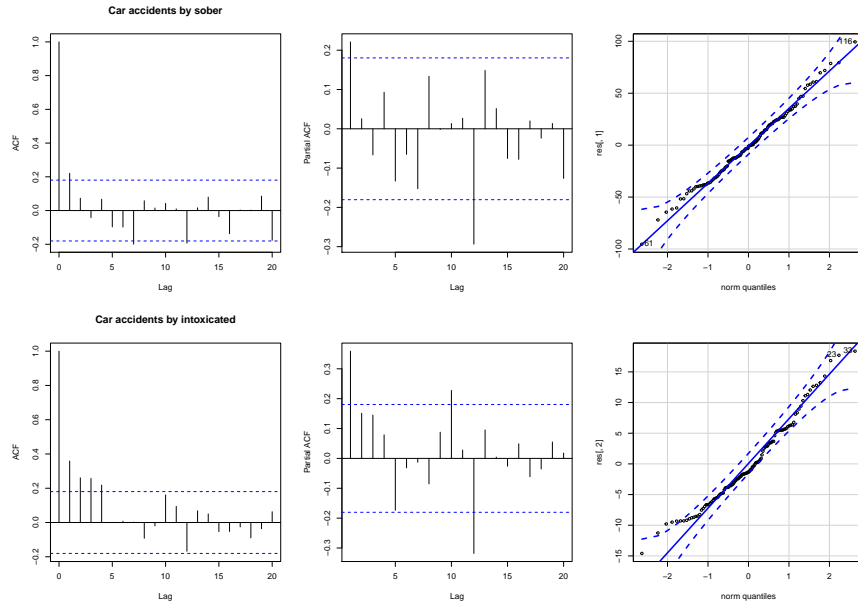 Car accidents by sober
ACF
1.0
0.8
0.6
0.4
0.2
0.0
−0.2
0 5 10 15 20
Lag
Partial ACF
0.2
0.1
0.0
−0.1
−0.2
−0.3
5 10 15 20
Lag
res[, 1]
100
50
0
−50
−100
116
61
−2 −1 0 1 2
norm quantiles
Car accidents by intoxicated
ACF
1.0
0.8
0.6
0.4
0.2
0.0
−0.2
0 5 10 15 20
Lag
Partial ACF
0.3
0.2
0.1
0.0
−0.1
−0.2
−0.3
5 10 15 20
Lag
res[, 2]
15
10
5
0
−5
−10
−15
23
−2 −1 0 1 2
norm quantiles